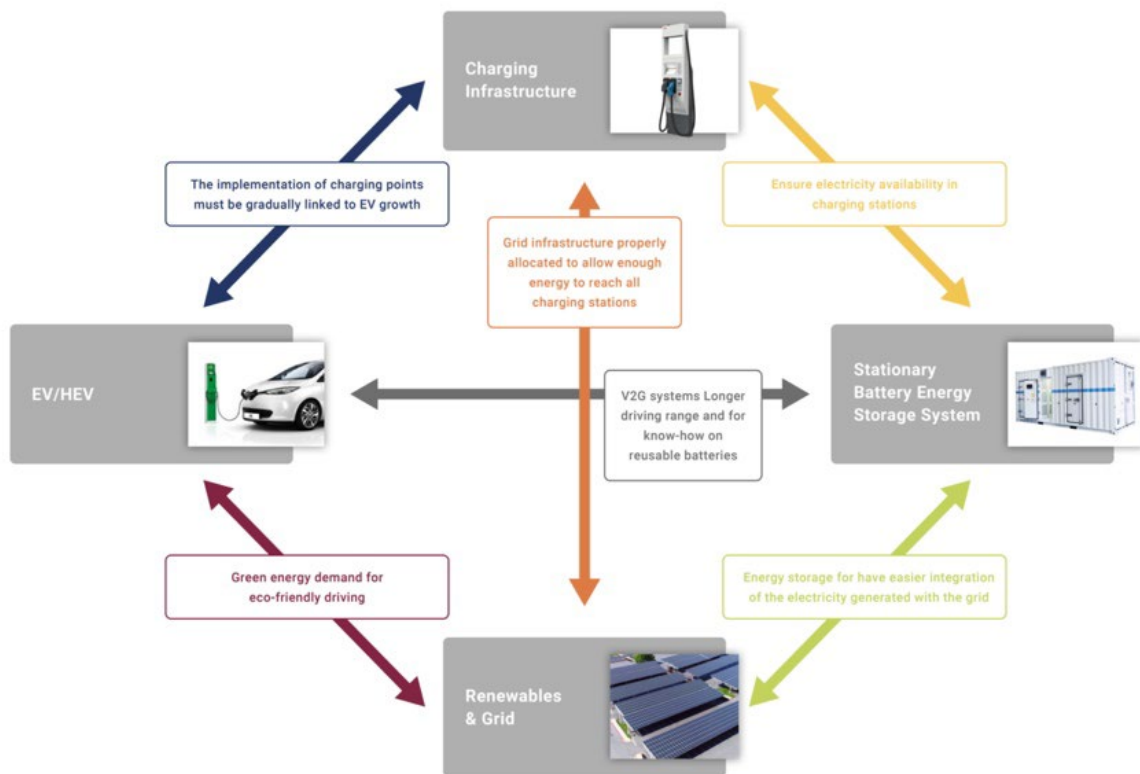 Charging
Infrastructure
The implementation of charging points
must be gradually linked to EV growth
Ensure electricity availability in
charging stations
Grid infrastructure properly
allocated to allow enough
energy to reach all
charging stations
EV/HEV
V2G systems Longer
driving range and for
know-how on
reusable batteries
Stationary
Battery Energy
Storage System
Green energy demand for
eco-friendly driving
Energy storage for have easier integration
of the electricity generated with the grid
Renewables
& Grid